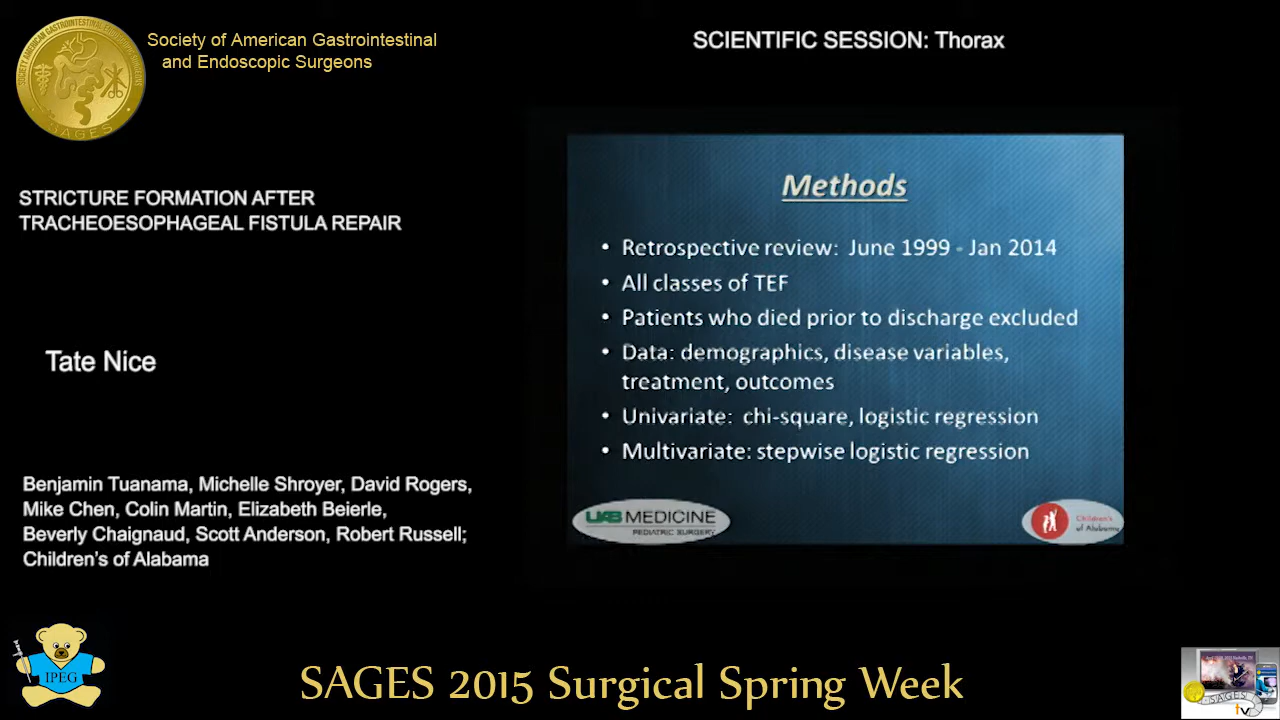 Society of American Gastrointestinal
and Endoscopic Surgeons
SAGES
SCIENTIFIC SESSION: Thorax
STRICTURE FORMATION AFTER
TRACHEOESOPHAGEAL FISTULA REPAIR
Tate Nice
Benjamin Tuanama, Michelle Shroyer, David Rogers,
Mike Chen, Colin Martin, Elizabeth Beierle,
Beverly Chaignaud, Scott Anderson, Robert Russell;
Children's of Alabama
Methods
• Retrospective review: June 1999 - Jan 2014
• All classes of TEF
• Patients who died prior to discharge excluded
• Data: demographics, disease variables,
treatment, outcomes
• Univariate: chi-square, logistic regression
• Multivariate: stepwise logistic regression
UAB MEDICINE
PEDIATRIC SURGERY
Children's
of Alabama
IPEG
SAGES 2015 Surgical Spring Week
SAGES
tv